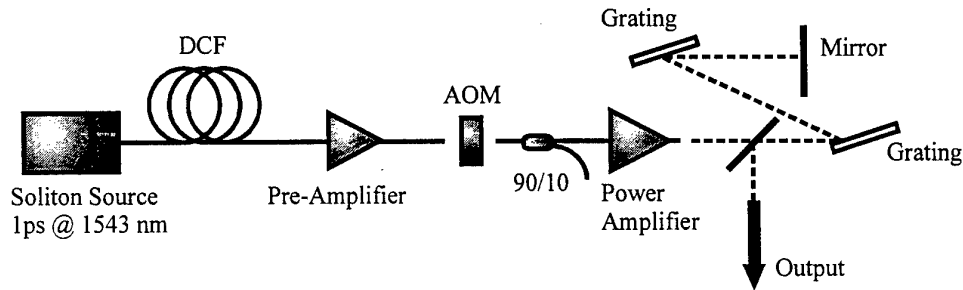 Grating
DCF
Mirror
AOM
Grating
90/10
Pre-Amplifier
Power
Amplifier
Soliton Source
1ps @ 1543 nm
Output